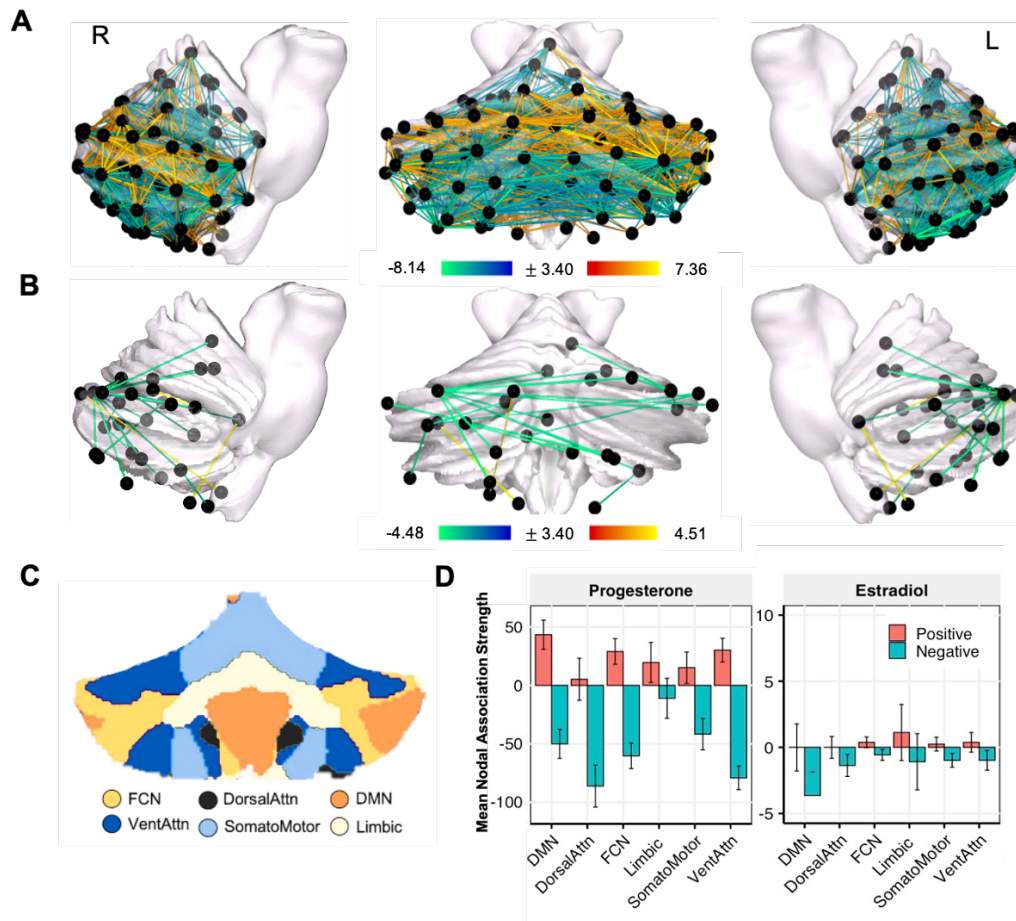 A
R
L
-8.14 ± 3.40 7.36
B
-4.48 ± 3.40 4.51
C
FCN DorsalAttn DMN
VentAttn SomatoMotor Limbic
D
Progesterone
Estradiol
Mean Nodal Association Strength
50
0
-50
-100
10
5
0
-5
Positive
Negative
DMN
DorsalAttn
FCN
Limbic
SomatoMotor
VentAttn
DMN
DorsalAttn
FCN
Limbic
SomatoMotor
VentAttn